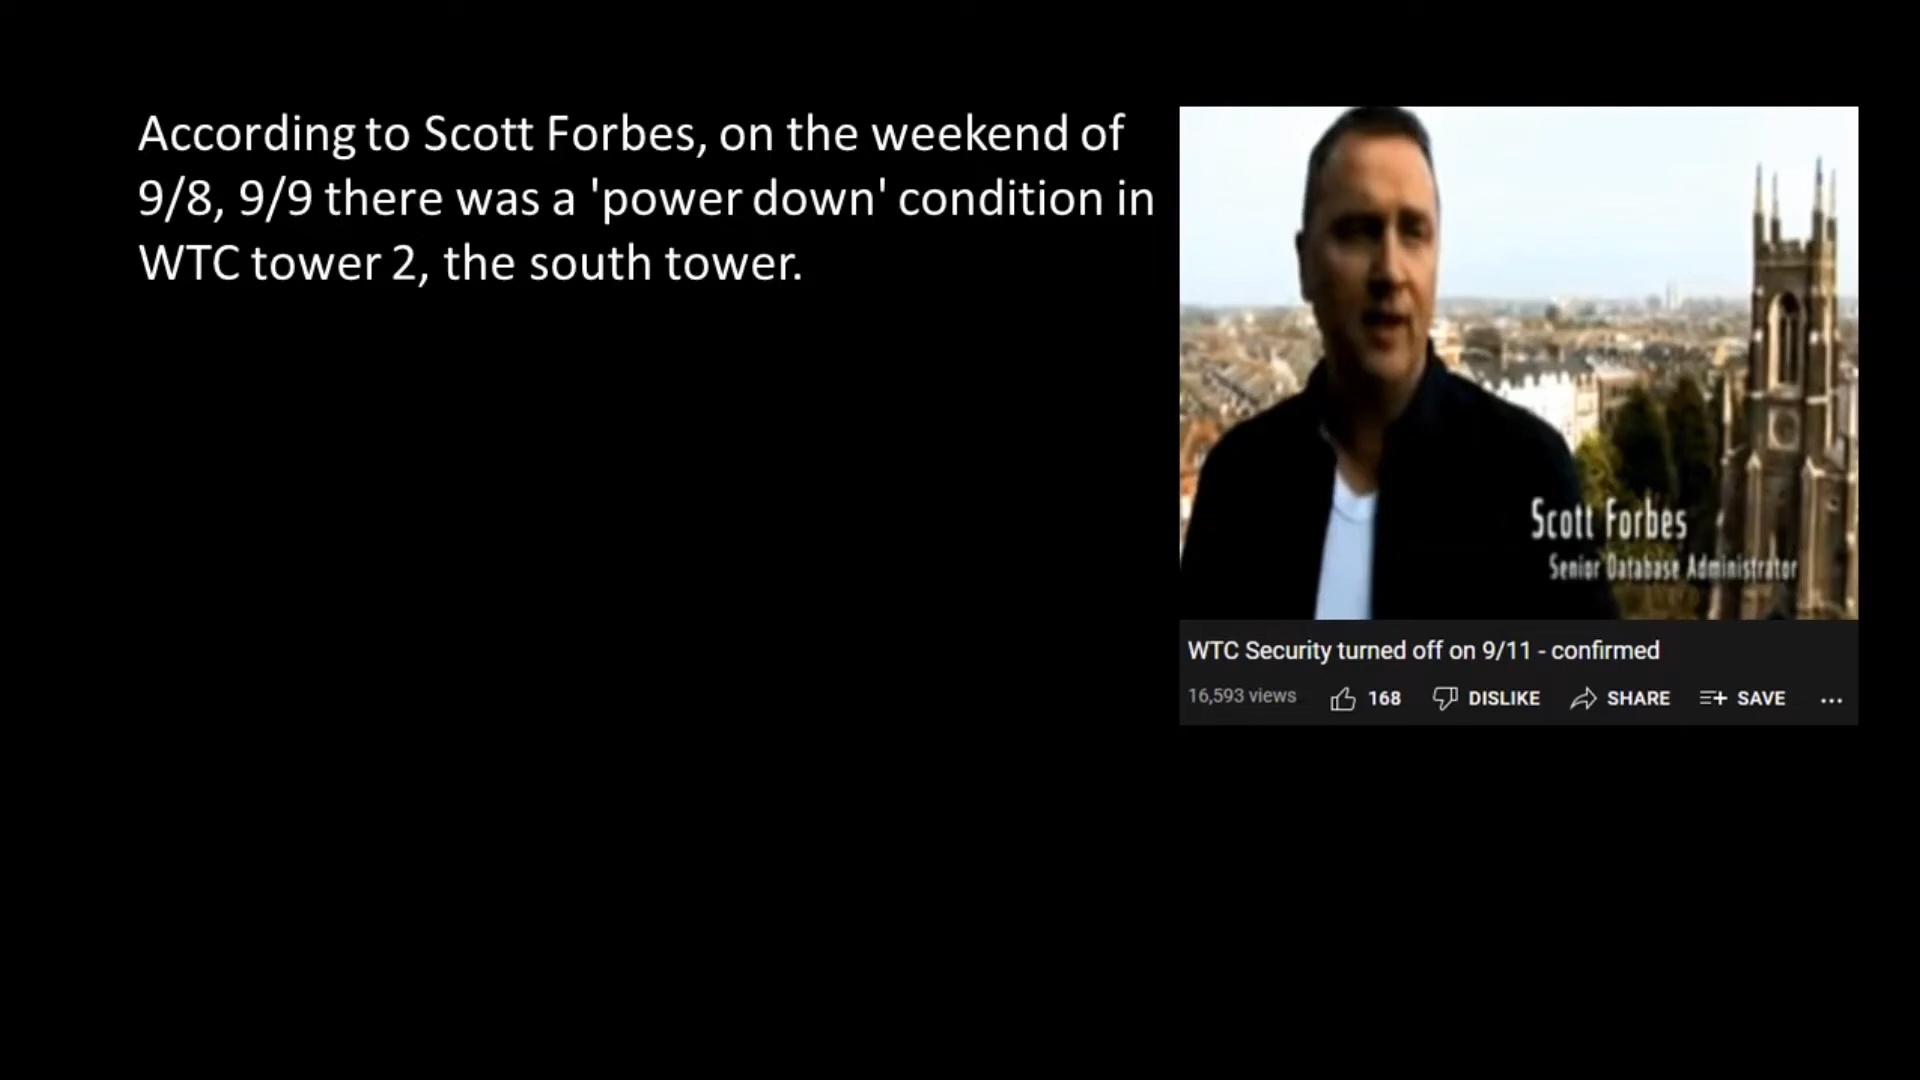 According to Scott Forbes, on the weekend of
9/8, 9/9 there was a 'power down' condition in
WTC tower 2, the south tower.
Scott Forbes
Senior Database Administrator
WTC Security turned off on 9/11 - confirmed
16,593 views 168 DISLIKE SHARE SAVE ...